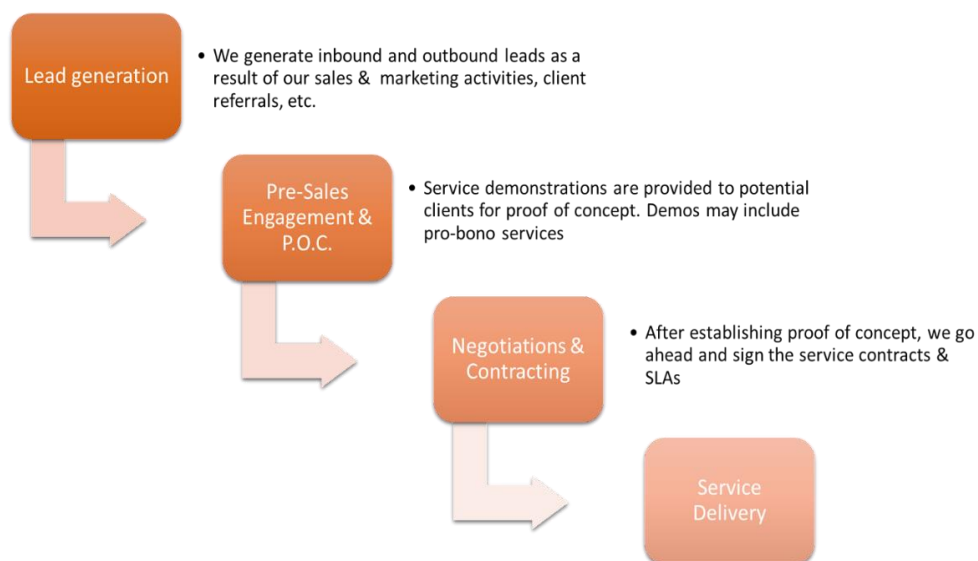 Lead generation
• We generate inbound and outbound leads as a
result of our sales & marketing activities, client
referrals, etc.
Pre-Sales
Engagement &
P.O.C.
• Service demonstrations are provided to potential
clients for proof of concept. Demos may include
pro-bono services
Negotiations &
Contracting
• After establishing proof of concept, we go
ahead and sign the service contracts &
SLAs
Service
Delivery